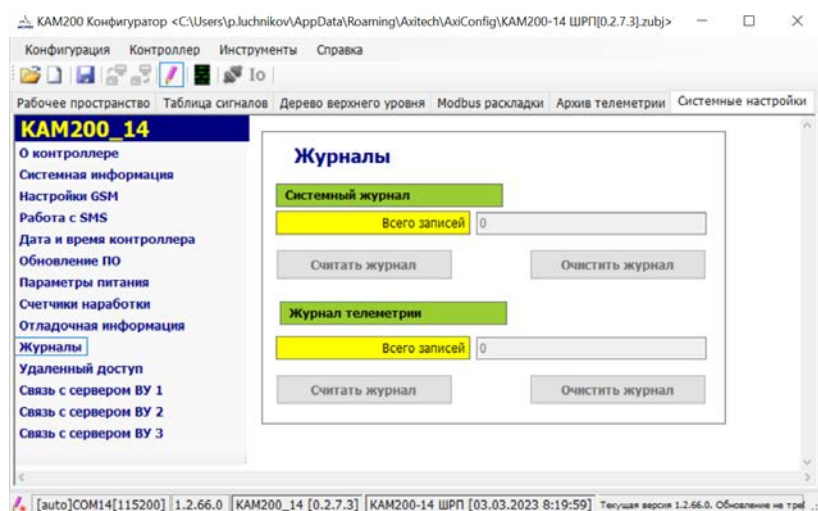 КАМ200 Конфигуратор <C:\Users\p.luchnikov\AppData\Roaming\Axitech\AxiConfig\КАМ200-14 ШРП[0.2.7.3].zubj>
Конфигурация Контроллер Инструменты Справка
Io
Рабочее пространство Таблица сигналов Дерево верхнего уровня Modbus раскладки Архив телеметрии Системные настройки
КАМ200_14
О контроллере
Системная информация
Настройки GSM
Работа с SMS
Дата и время контроллера
Обновление ПО
Параметры питания
Счетчики наработки
Отладочная информация
Журналы
Удаленный доступ
Связь с сервером ВУ 1
Связь с сервером ВУ 2
Связь с сервером ВУ 3
Журналы
Системный журнал
Всего записей 0
Считать журнал Очистить журнал
Журнал телеметрии
Всего записей 0
Считать журнал Очистить журнал
[auto]COM14[115200] 1.2.66.0 КАМ200_14 [0.2.7.3] КАМ200-14 ШРП [03.03.2023 8:19:59] Текущая версия 1.2.66.0. Обновление не